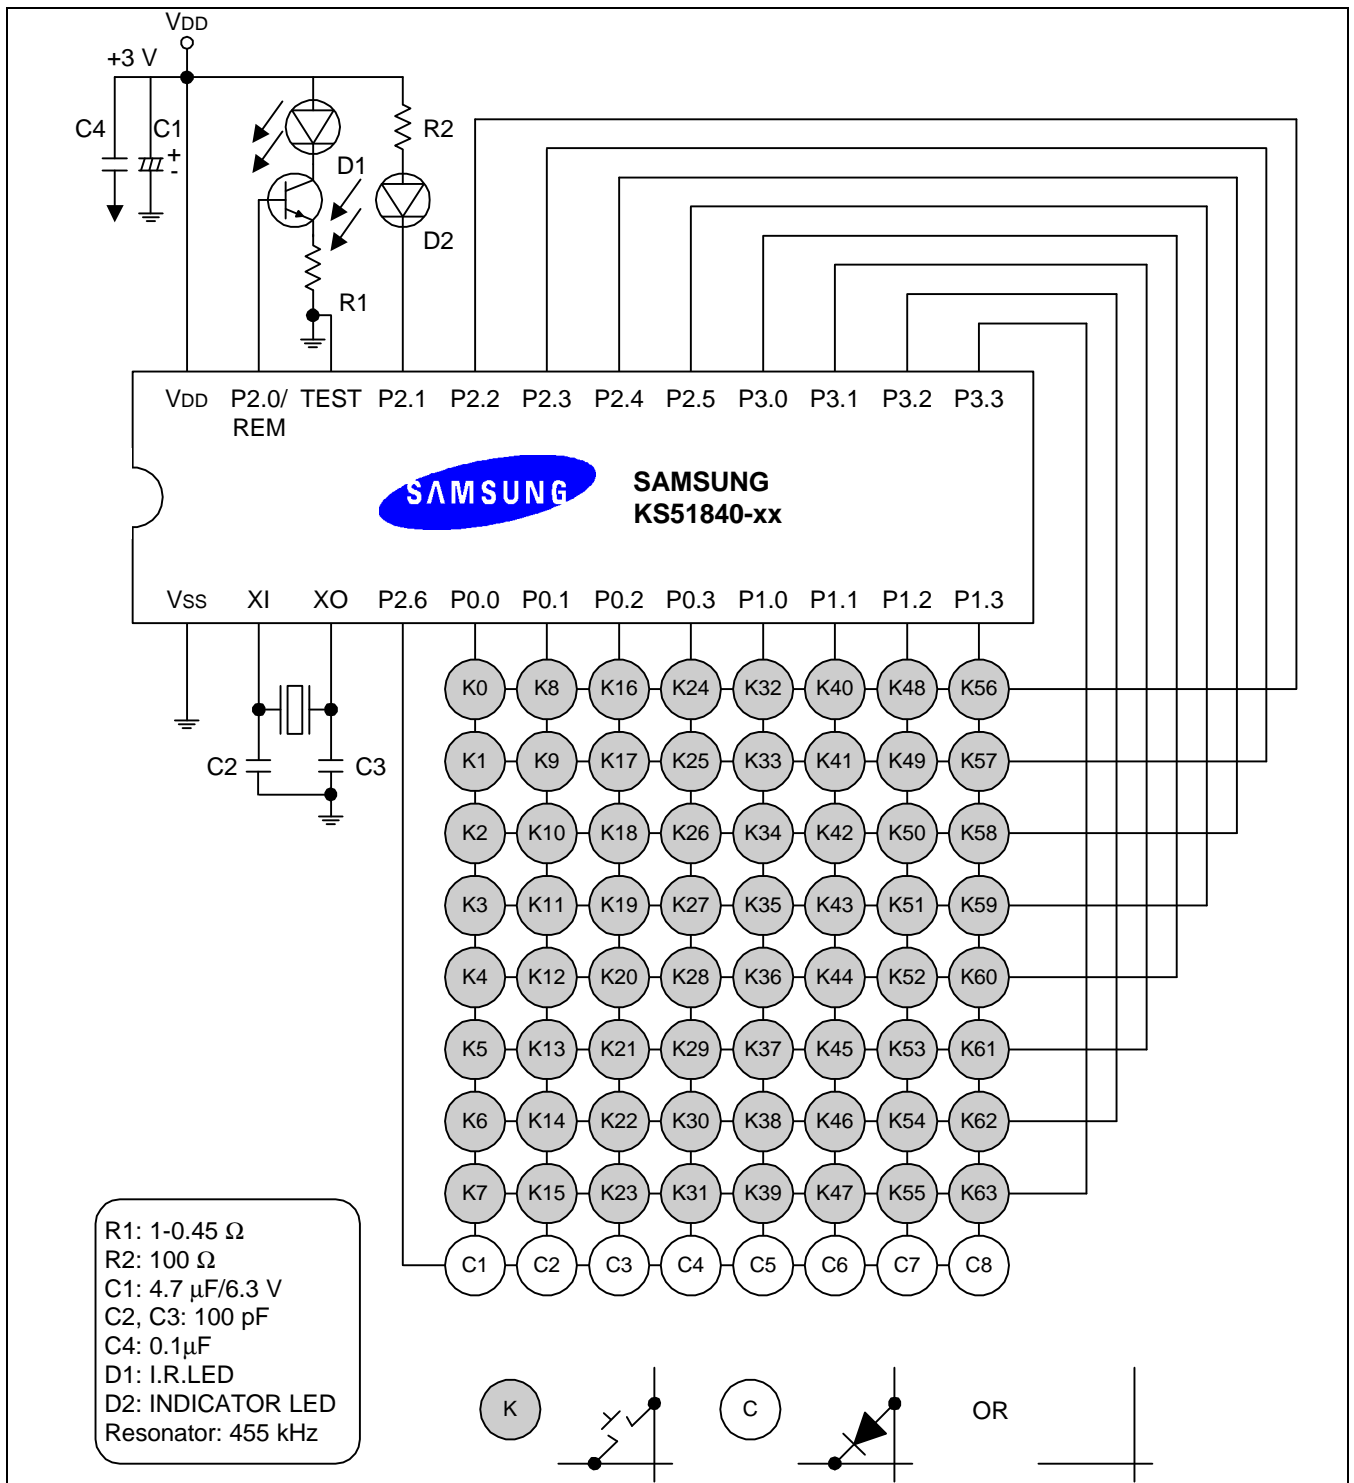 VDD
+3 V
C4 C1 R2
+
-
D1
D2
R1
VDD P2.0/ TEST P2.1 P2.2 P2.3 P2.4 P2.5 P3.0 P3.1 P3.2 P3.3
REM
SAMSUNG
SAMSUNG
KS51840-xx
VSS XI XO P2.6 P0.0 P0.1 P0.2 P0.3 P1.0 P1.1 P1.2 P1.3
K0 K8 K16 K24 K32 K40 K48 K56
C2 C3 K1 K9 K17 K25 K33 K41 K49 K57
K2 K10 K18 K26 K34 K42 K50 K58
K3 K11 K19 K27 K35 K43 K51 K59
K4 K12 K20 K28 K36 K44 K52 K60
K5 K13 K21 K29 K37 K45 K53 K61
K6 K14 K22 K30 K38 K46 K54 K62
K7 K15 K23 K31 K39 K47 K55 K63
C1 C2 C3 C4 C5 C6 C7 C8
R1: 1-0.45 Ω
R2: 100 Ω
C1: 4.7 μF/6.3 V
C2, C3: 100 pF
C4: 0.1μF
D1: I.R.LED
D2: INDICATOR LED
Resonator: 455 kHz
K C OR